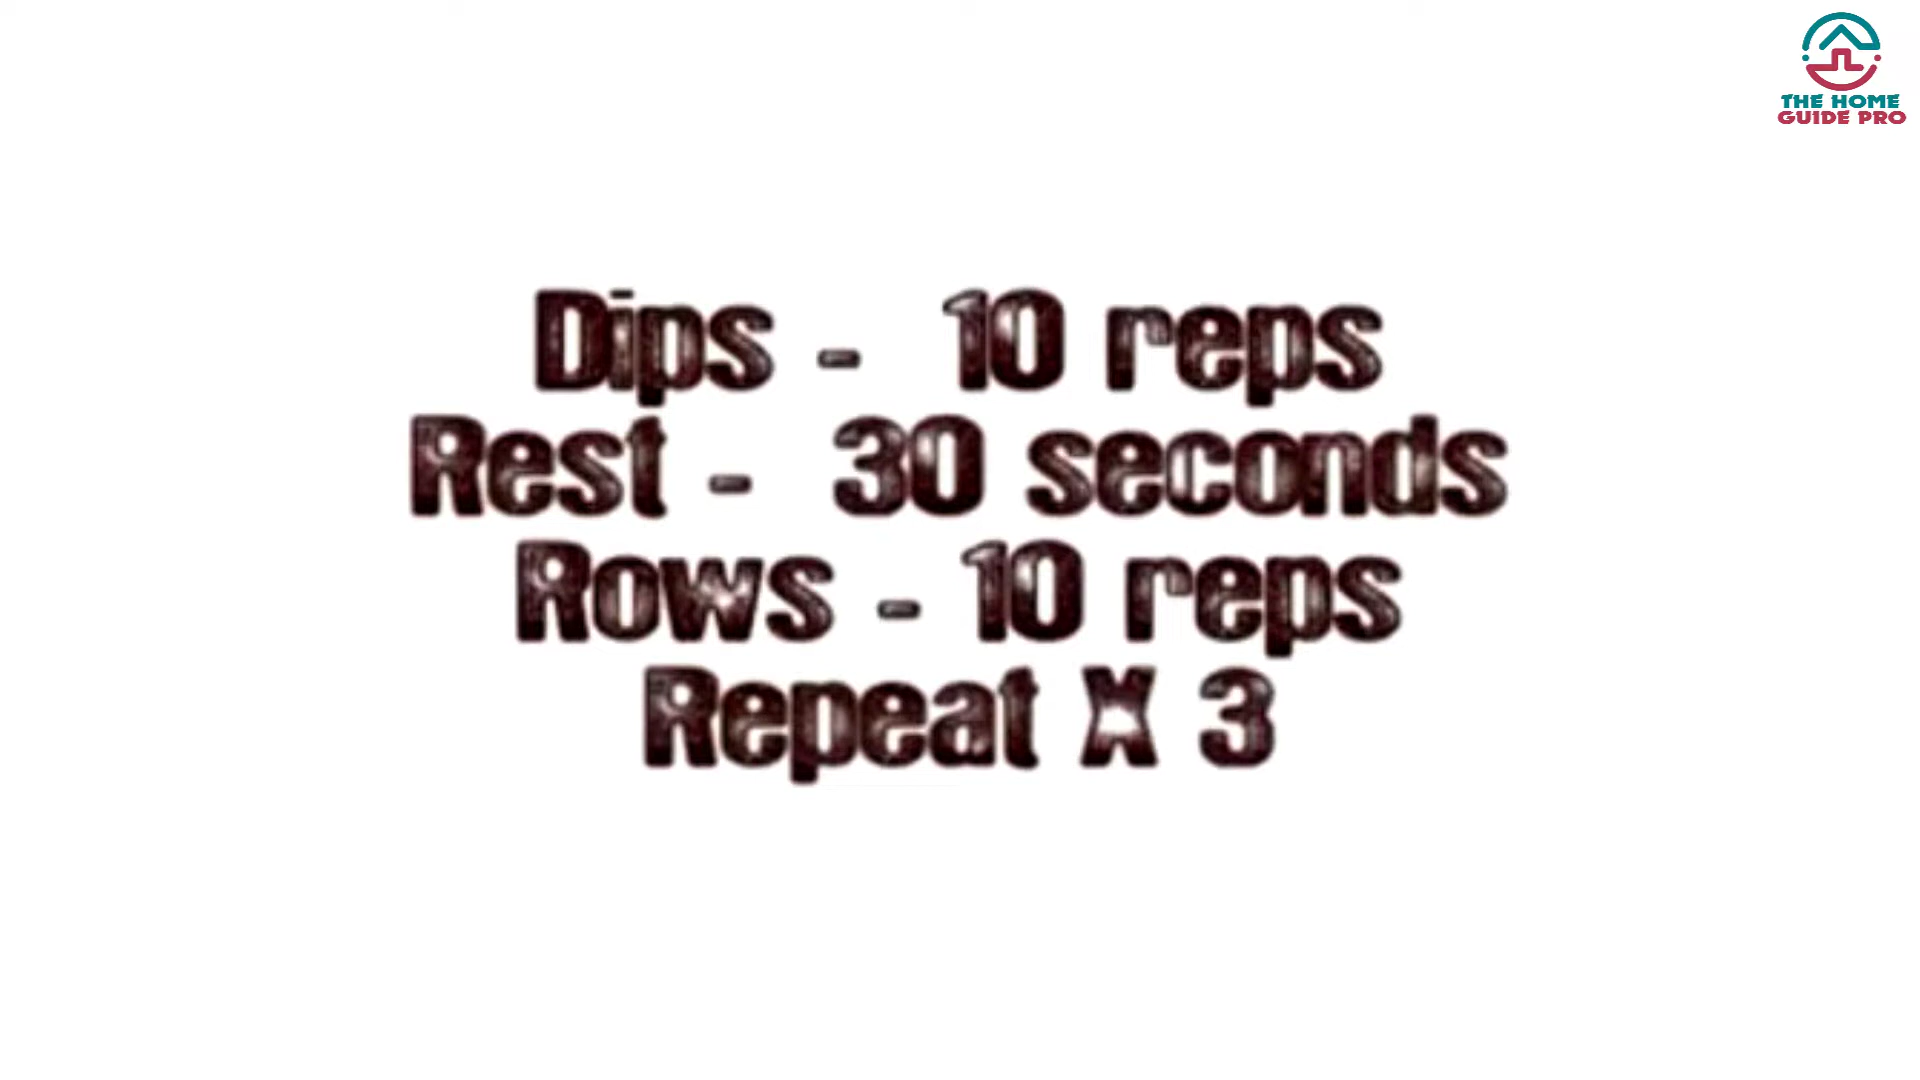 THE HOME
GUIDE PRO
Dips - 10 reps
Rest - 30 seconds
Rows - 10 reps
Repeat X 3